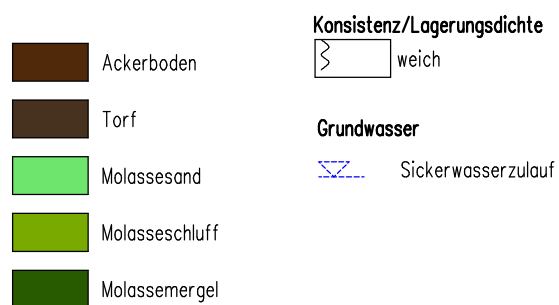 Ackerboden
Torf
Molassesand
Molasseschluff
Molassemergel
Konsistenz/Lagerungsdichte
weich
Grundwasser
Sickerwasserzulauf